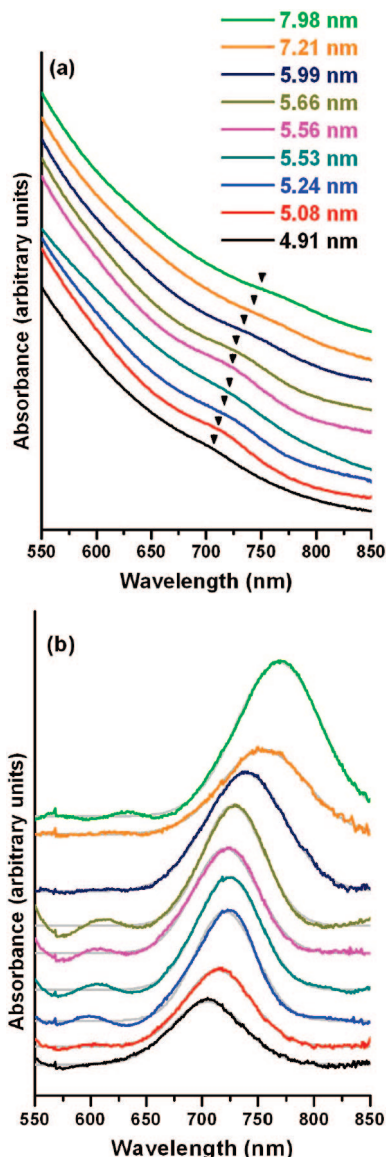 (a)
7.98 nm
7.21 nm
5.99 nm
5.66 nm
5.56 nm
5.53 nm
5.24 nm
5.08 nm
4.91 nm
Absorbance (arbitrary units)
550 600 650 700 750 800 850
Wavelength (nm)
(b)
Absorbance (arbitrary units)
550 600 650 700 750 800 850
Wavelength (nm)